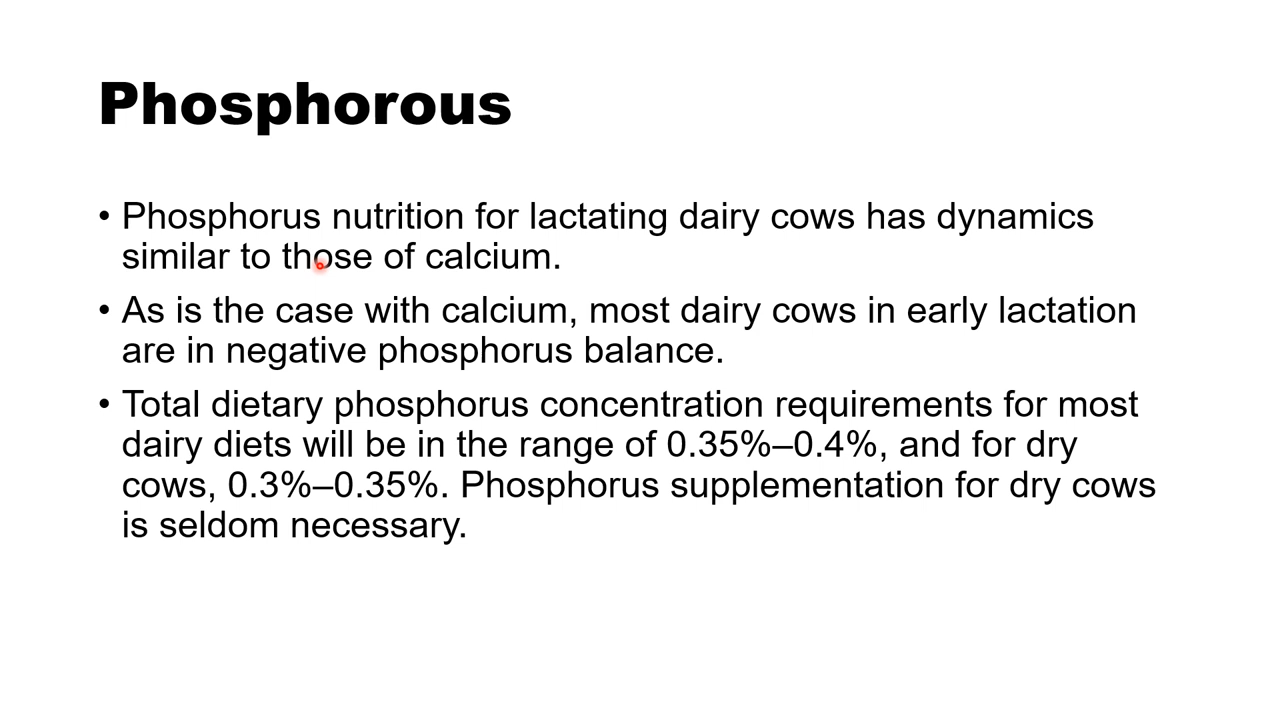 Phosphorous
• Phosphorus nutrition for lactating dairy cows has dynamics
similar to those of calcium.
• As is the case with calcium, most dairy cows in early lactation
are in negative phosphorus balance.
• Total dietary phosphorus concentration requirements for most
dairy diets will be in the range of 0.35%–0.4%, and for dry
cows, 0.3%–0.35%. Phosphorus supplementation for dry cows
is seldom necessary.